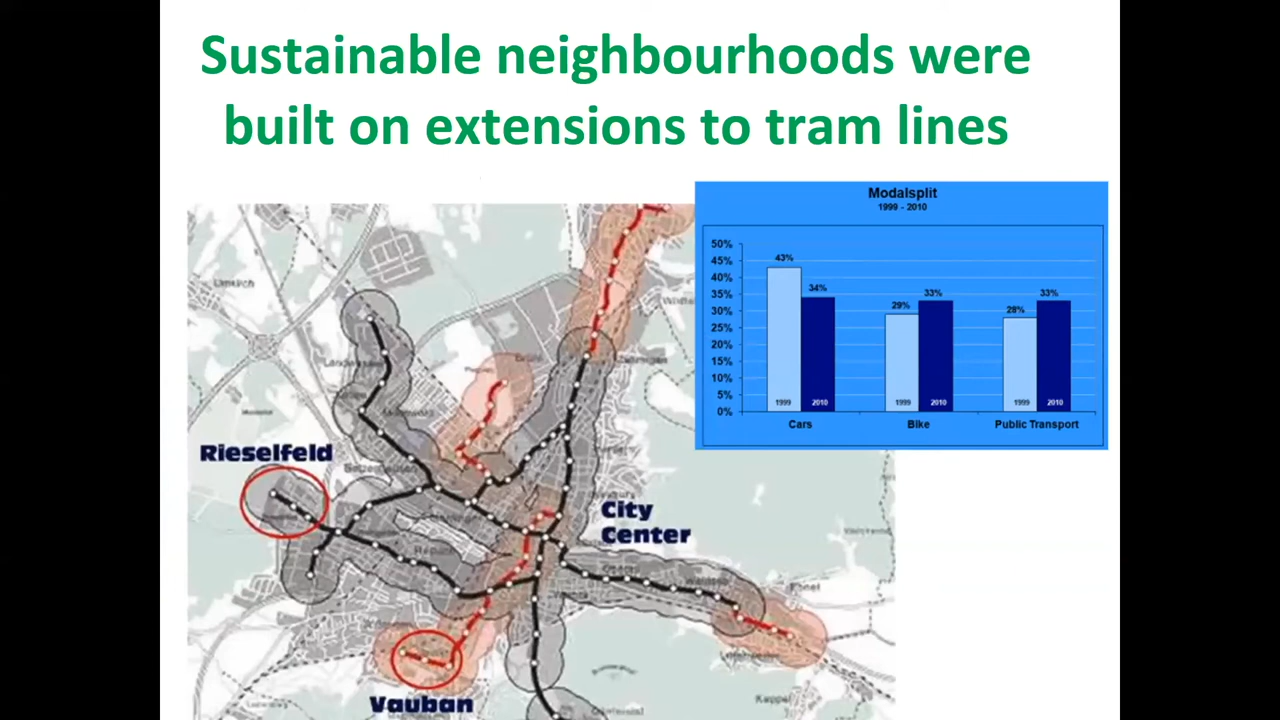 Sustainable neighbourhoods were
built on extensions to tram lines
Modalsplit
1999 - 2010
50%
45%
40%
35%
30%
25%
20%
15%
10%
5%
0%
43%
34%
29%
33%
28%
33%
1999
2010
1999
2010
1999
2010
Cars
Bike
Public Transport
Rieselfeld
City
Center
Vauban